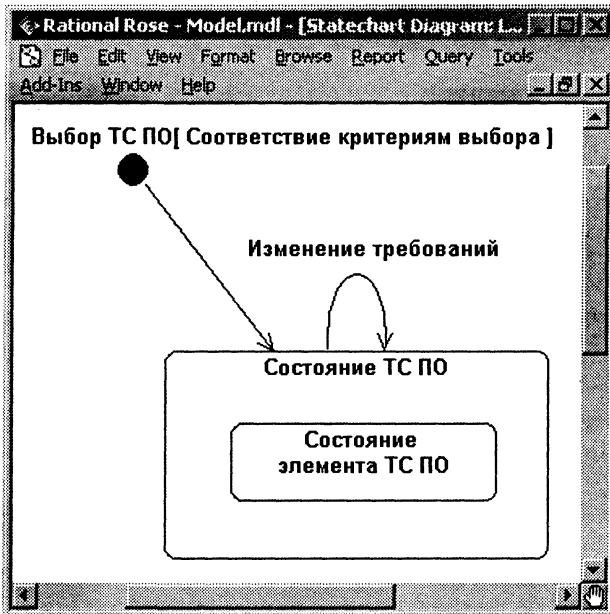 Rational Rose - Model.mdl - [Statechart Diagram: L...
File Edit View Format Browse Report Query Tools
Add-Ins Window Help
Выбор ТС ПО[ Соответствие критериям выбора ]
Изменение требований
Состояние ТС ПО
Состояние
элемента ТС ПО